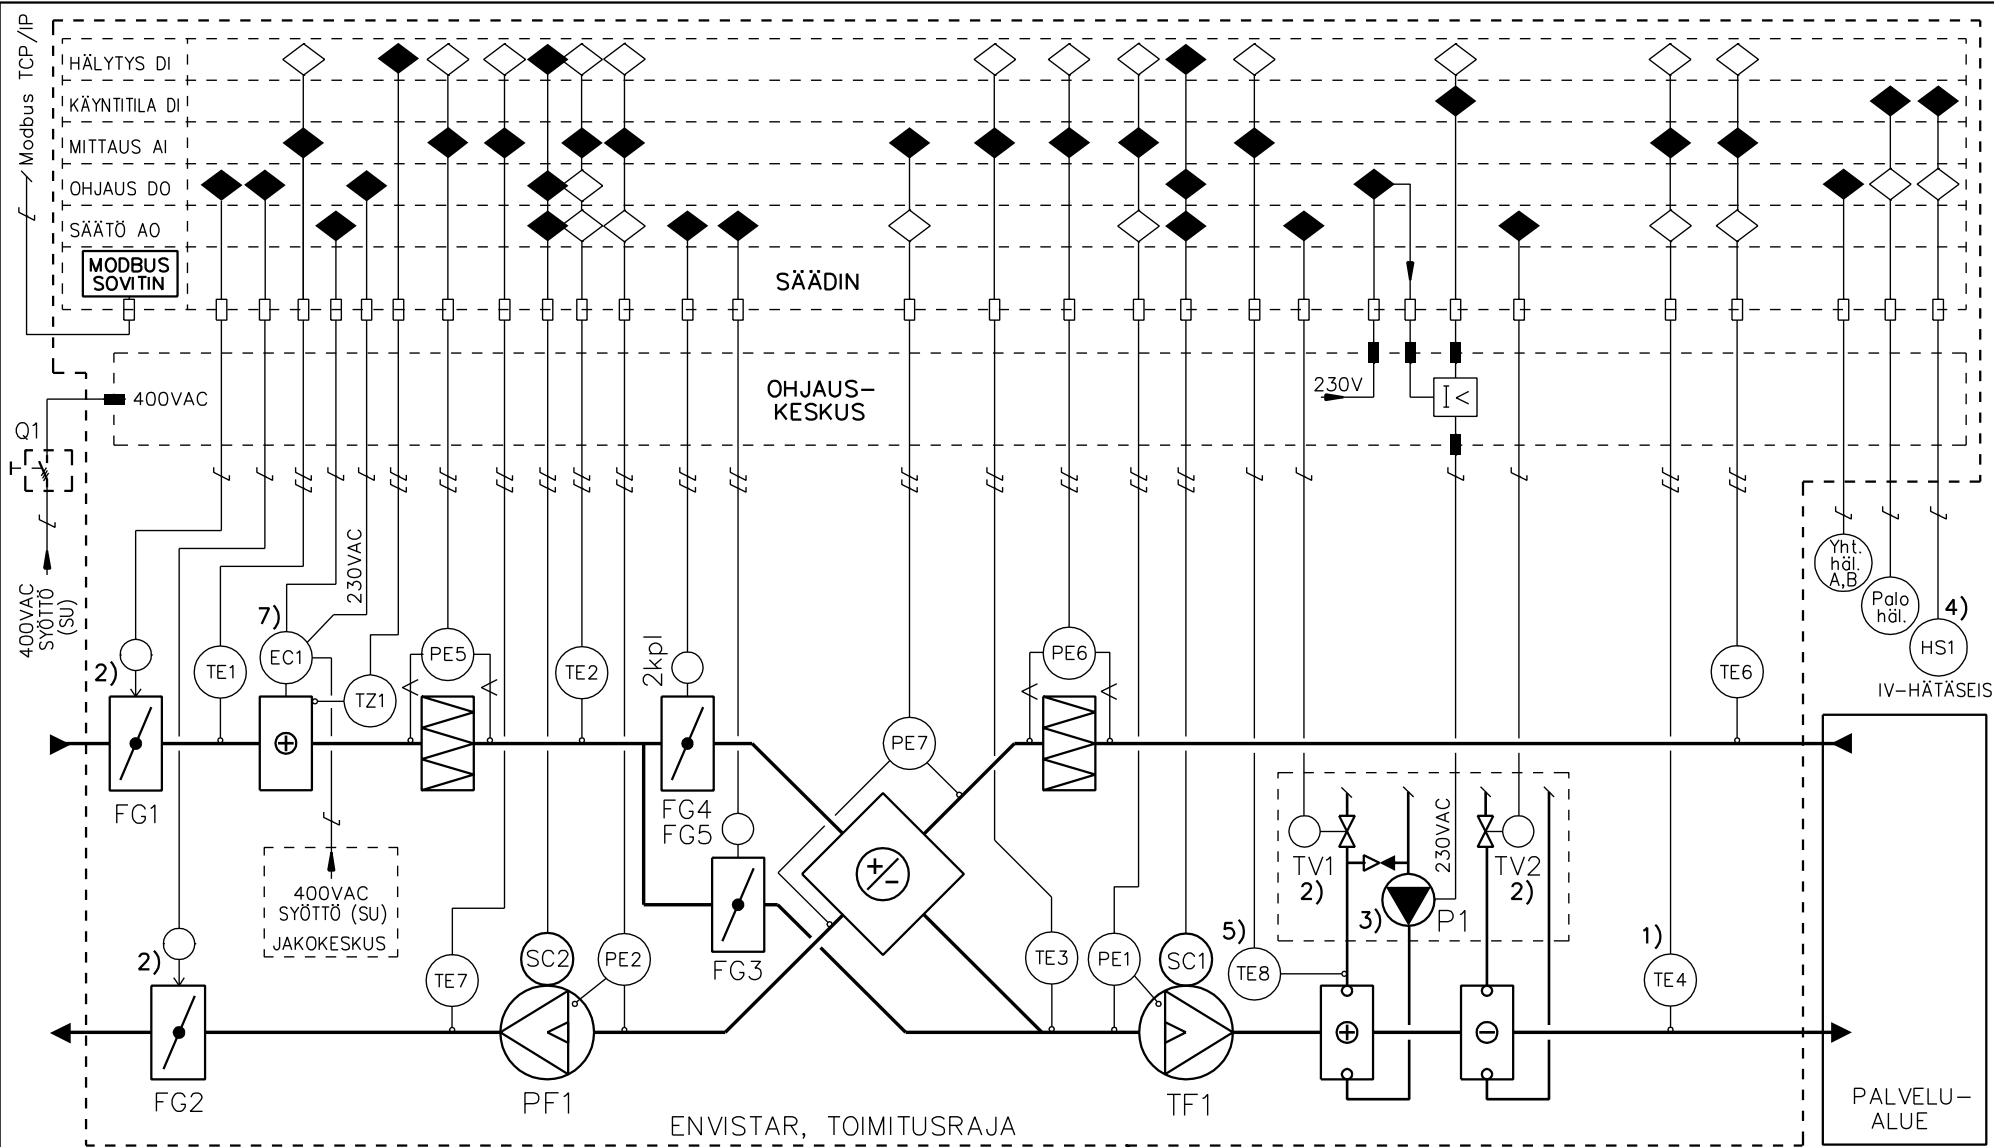 Modbus TCP/IP
HÄLYTYS DI
KÄYNTITILA DI
MITTAUS AI
OHJAUS DO
SÄÄTÖ AO
MODBUS
SOVITIN
SÄÄDIN
400VAC
OHJAUS-
KESKUS
230V
I<
Q1
400VAC
SYÖTTÖ
(SU)
230VAC
Yht.
häl.
A,B
Palo
häl.
4)
HS1
IV-HÄTÄSEIS
7)
2)
TE1
EC1
TZ1
PE5
TE2
2kpl
PE6
TE6
PE7
FG1
FG4
FG5
400VAC
SYÖTTÖ (SU)
JAKOKESKUS
TV1
2)
3)
P1
230VAC
TV2
2)
2)
TE7
SC2
PE2
FG3
+/-
TE3
PE1
SC1
5)
TE8
1)
TE4
FG2
PF1
TF1
ENVISTAR, TOIMITUSRAJA
PALVELU-
ALUE